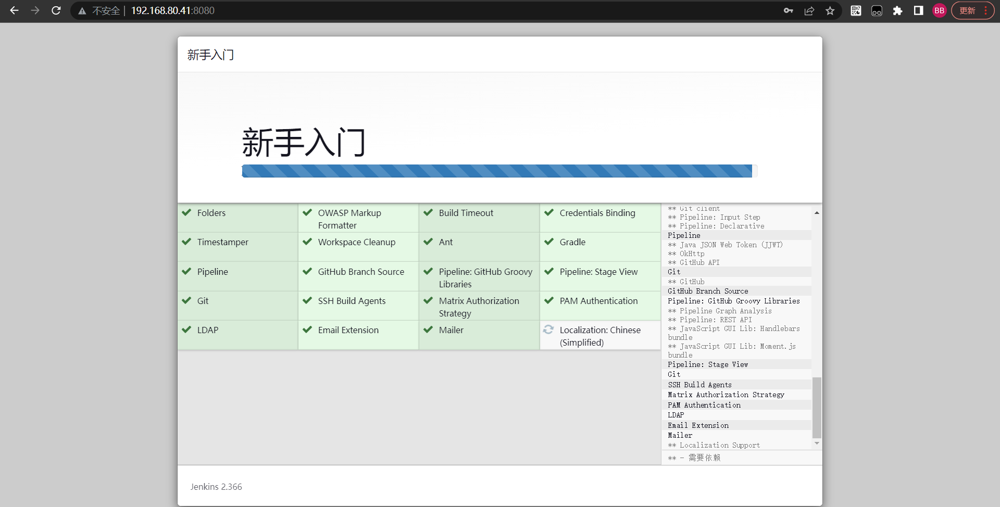 不安全 | 192.168.80.41:8080
BB
更新
新手入门
新手入门
Folders
OWASP Markup
Formatter
Build Timeout
Credentials Binding
Timestamper
Workspace Cleanup
Ant
Gradle
Pipeline
GitHub Branch Source
Pipeline: GitHub Groovy
Libraries
Pipeline: Stage View
Git
SSH Build Agents
Matrix Authorization
Strategy
PAM Authentication
LDAP
Email Extension
Mailer
Localization: Chinese
(Simplified)
** Git client
** Pipeline: Input Step
** Pipeline: Declarative
Pipeline
** Java JSON Web Token (JJWT)
** OkHttp
** GitHub API
Git
** GitHub
GitHub Branch Source
Pipeline: GitHub Groovy Libraries
** Pipeline Graph Analysis
** Pipeline: REST API
** JavaScript GUI Lib: Handlebars
bundle
** JavaScript GUI Lib: Moment.js
bundle
Pipeline: Stage View
Git
SSH Build Agents
Matrix Authorization Strategy
PAM Authentication
LDAP
Email Extension
Mailer
** Localization Support
** - 需要依赖
Jenkins 2.366